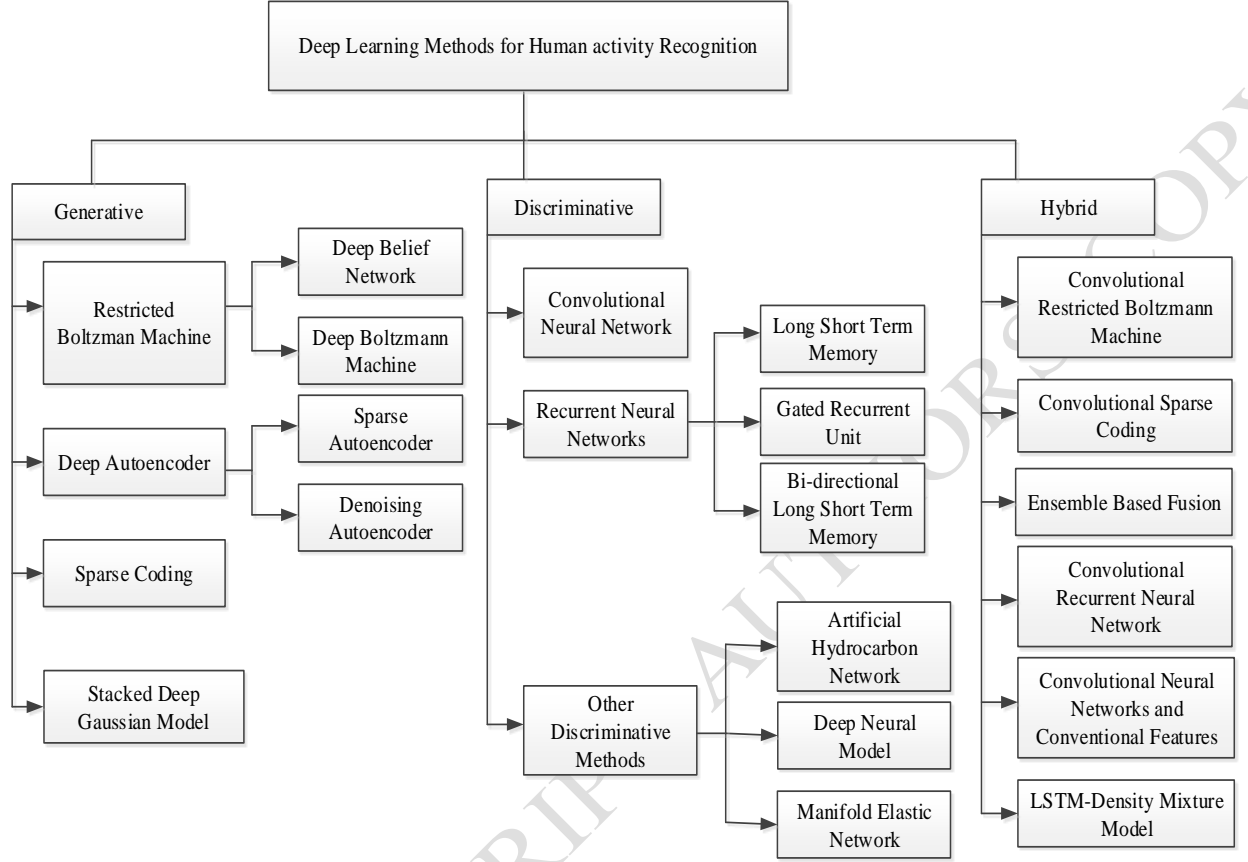 Deep Learning Methods for Human activity Recognition
Generative
Restricted
Boltzman Machine
Deep Belief
Network
Deep Boltzmann
Machine
Deep Autoencoder
Sparse
Autoencoder
Denoising
Autoencoder
Sparse Coding
Stacked Deep
Gaussian Model
Discriminative
Convolutional
Neural Network
Recurrent Neural
Networks
Long Short Term
Memory
Gated Recurrent
Unit
Bi-directional
Long Short Term
Memory
Other
Discriminative
Methods
Artificial
Hydrocarbon
Network
Deep Neural
Model
Manifold Elastic
Network
Hybrid
Convolutional
Restricted Boltzmann
Machine
Convolutional Sparse
Coding
Ensemble Based Fusion
Convolutional
Recurrent Neural
Network
Convolutional Neural
Networks and
Conventional Features
LSTM-Density Mixture
Model